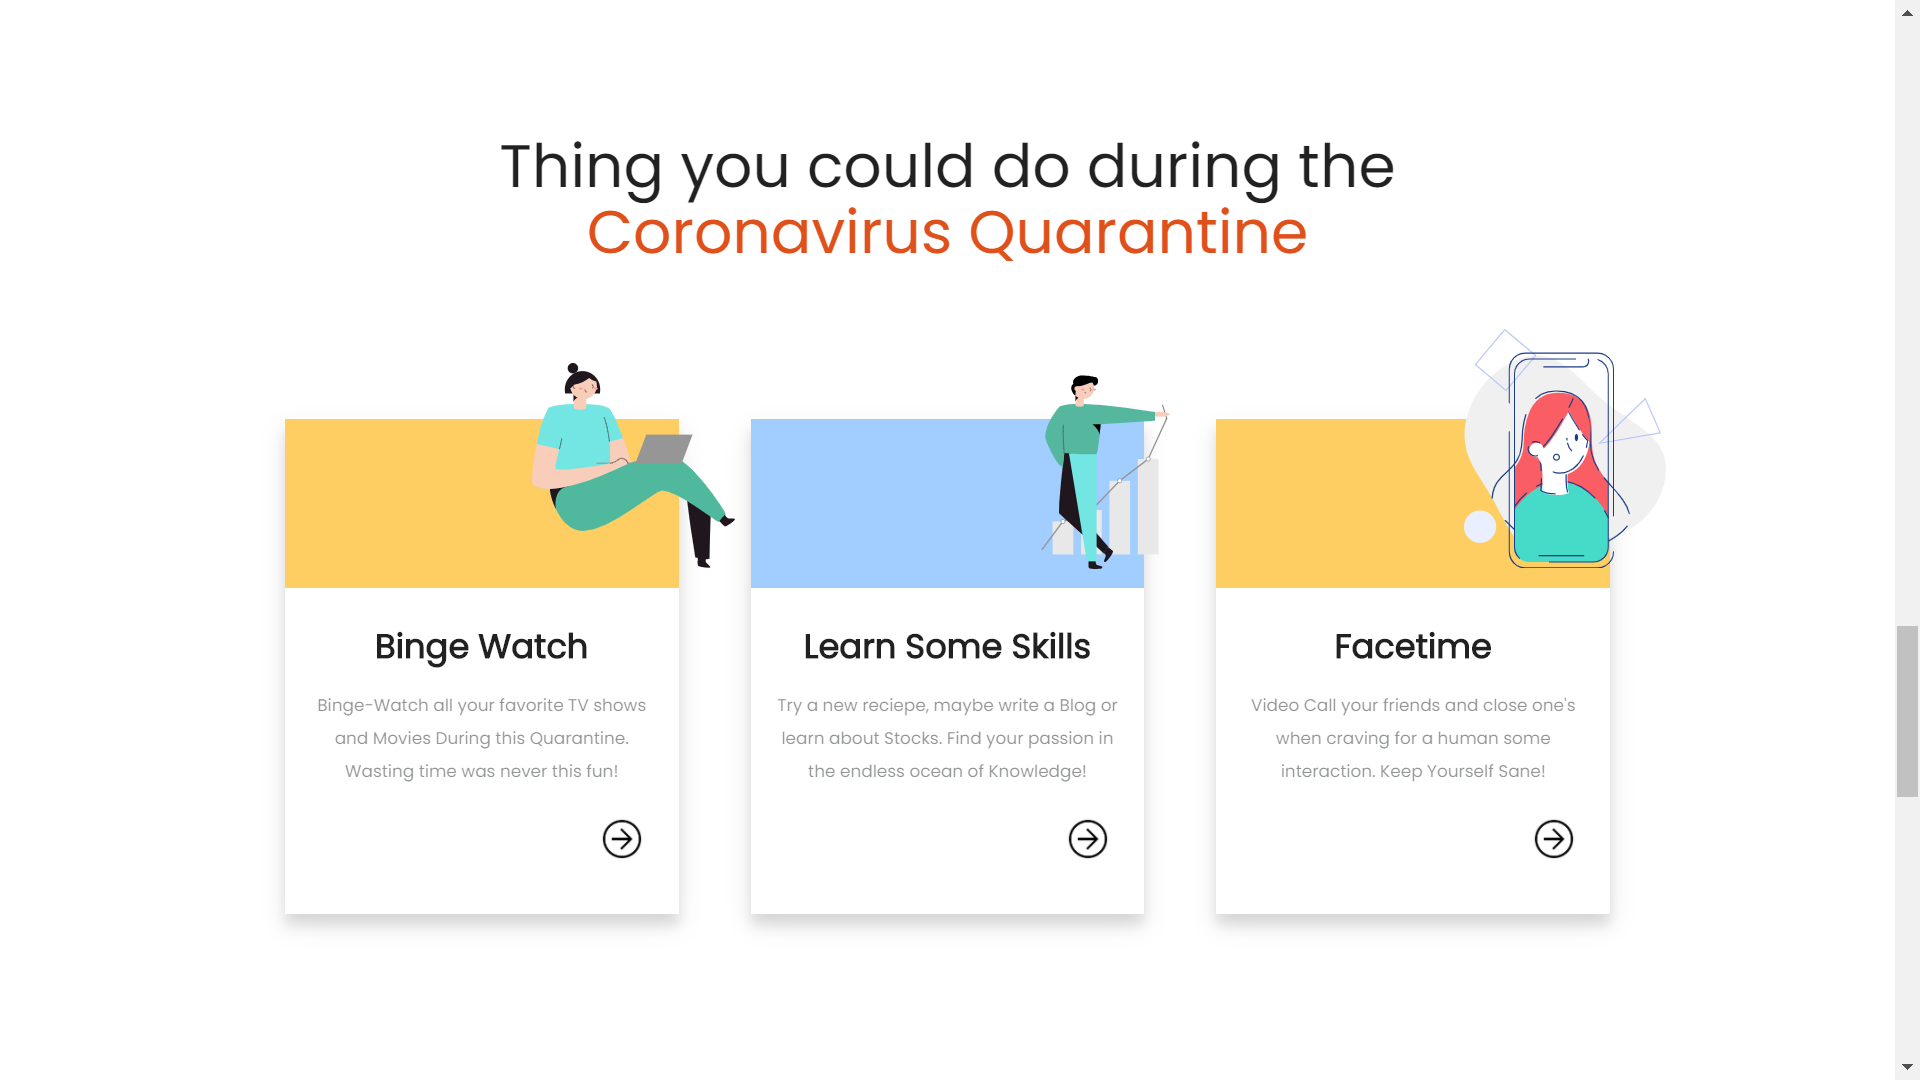 Thing you could do during the
Coronavirus Quarantine
Binge Watch
Binge-Watch all your favorite TV shows
and Movies During this Quarantine.
Wasting time was never this fun!
Learn Some Skills
Try a new reciepe, maybe write a Blog or
learn about Stocks. Find your passion in
the endless ocean of Knowledge!
Facetime
Video Call your friends and close one's
when craving for a human some
interaction. Keep Yourself Sane!